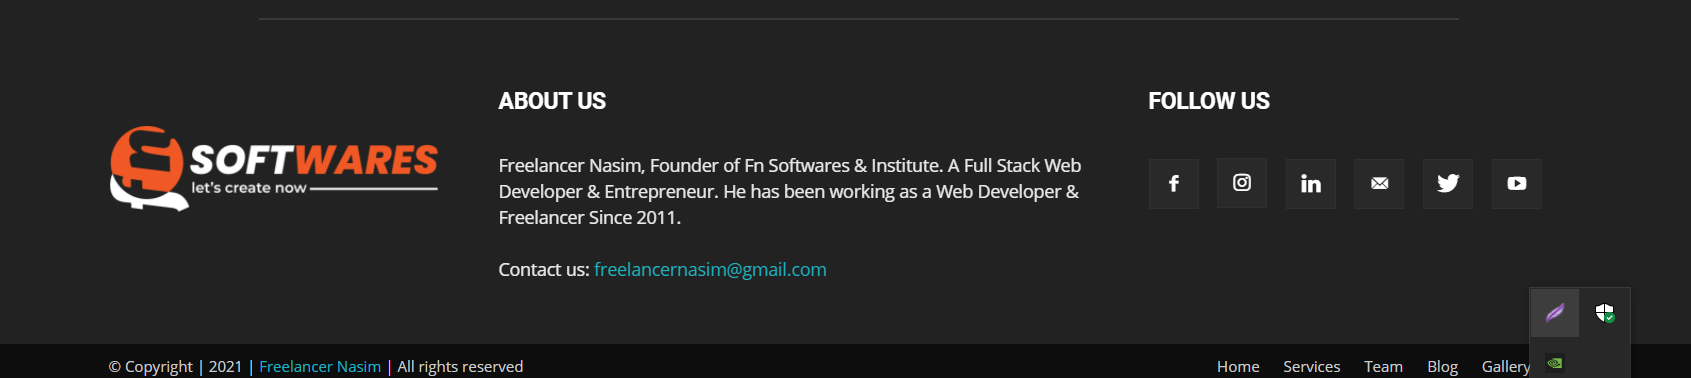 SOFTWARES
let's create now
ABOUT US
Freelancer Nasim, Founder of Fn Softwares & Institute. A Full Stack Web
Developer & Entrepreneur. He has been working as a Web Developer &
Freelancer Since 2011.
Contact us: freelancernasim@gmail.com
FOLLOW US
© Copyright | 2021 | Freelancer Nasim | All rights reserved
Home Services Team Blog Gallery